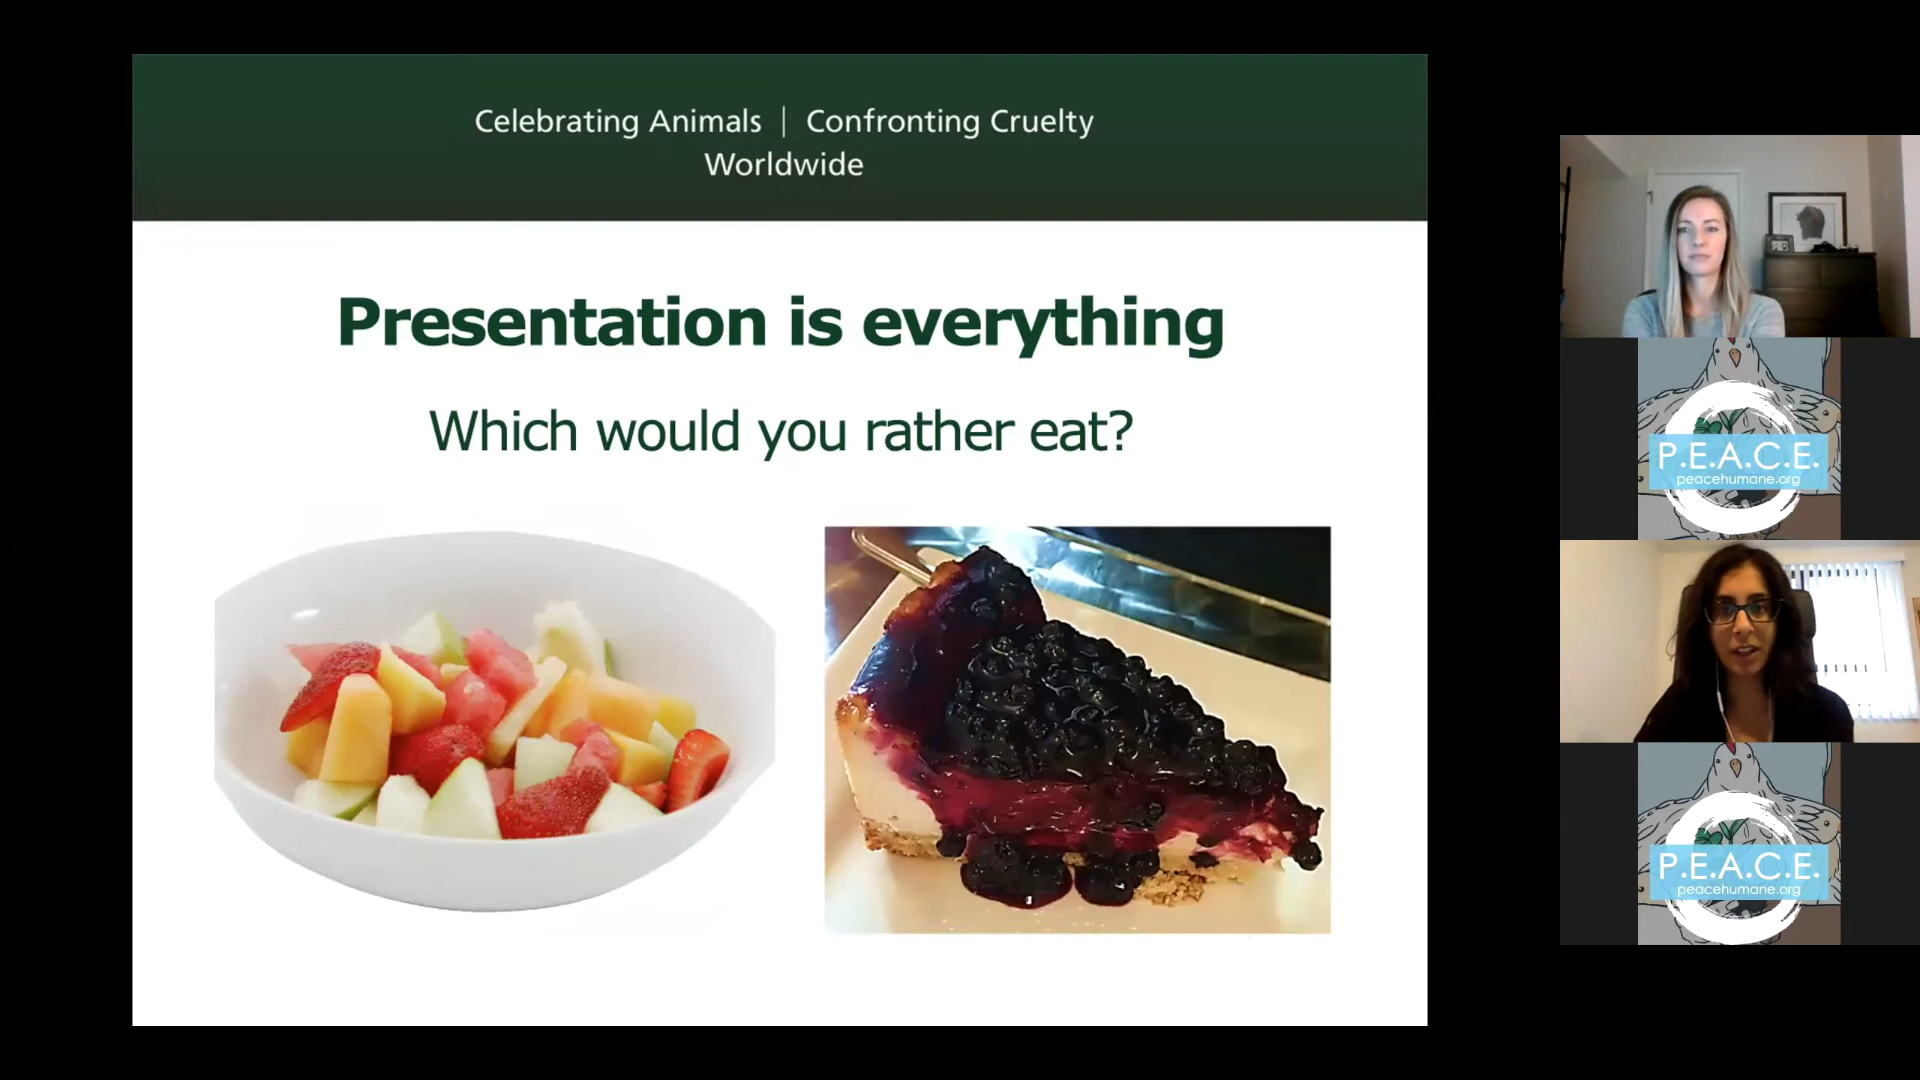 Celebrating Animals | Confronting Cruelty
Worldwide
Presentation is everything
Which would you rather eat?
P.E.A.C.E.
peacehumane.org
P.E.A.C.E.
peacehumane.org